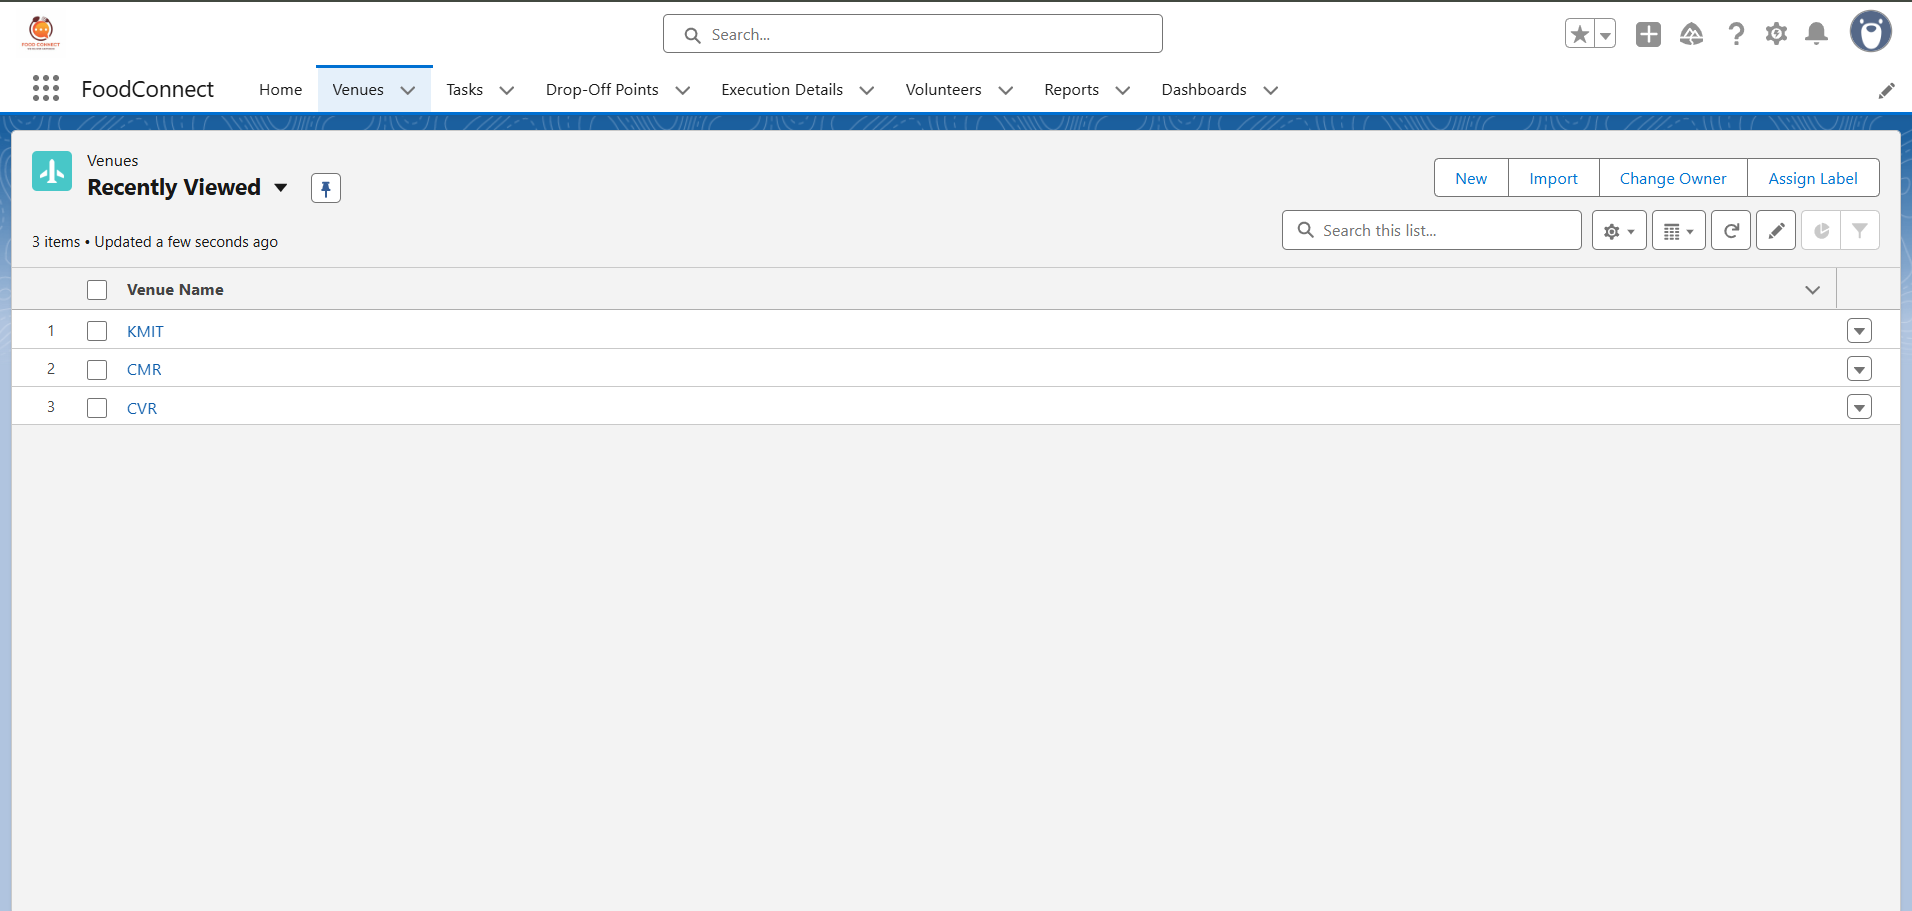 FOOD CONNECT
Search...
FoodConnect
Home
Venues
Tasks
Drop-Off Points
Execution Details
Volunteers
Reports
Dashboards
Venues
Recently Viewed
New
Import
Change Owner
Assign Label
3 items • Updated a few seconds ago
Search this list...
Venue Name
1 KMIT
2 CMR
3 CVR